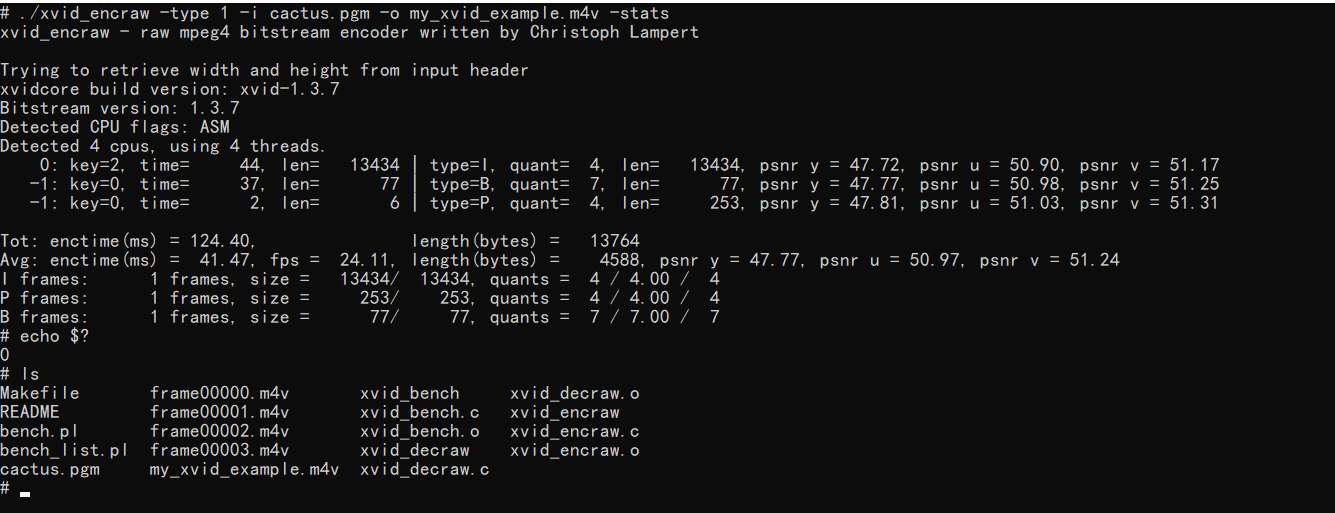 # ./xvid_encraw -type 1 -i cactus.pgm -o my_xvid_example.m4v -stats
xvid_encraw - raw mpeg4 bitstream encoder written by Christoph Lampert
Trying to retrieve width and height from input header
xvidcore build version: xvid-1.3.7
Bitstream version: 1.3.7
Detected CPU flags: ASM
Detected 4 cpus, using 4 threads.
    0: key=2, time=     44, len=   13434 | type=I, quant=  4, len=   13434, psnr y = 47.72, psnr u = 50.90, psnr v = 51.17
   -1: key=0, time=     37, len=      77 | type=B, quant=  7, len=      77, psnr y = 47.77, psnr u = 50.98, psnr v = 51.25
   -1: key=0, time=      2, len=       6 | type=P, quant=  4, len=     253, psnr y = 47.81, psnr u = 51.03, psnr v = 51.31
Tot: enctime(ms) = 124.40,               length(bytes) =   13764
Avg: enctime(ms) =  41.47, fps =  24.11, length(bytes) =    4588, psnr y = 47.77, psnr u = 50.97, psnr v = 51.24
I frames:      1 frames, size =   13434/  13434, quants =  4 / 4.00 /  4
P frames:      1 frames, size =     253/    253, quants =  4 / 4.00 /  4
B frames:      1 frames, size =      77/     77, quants =  7 / 7.00 /  7
# echo $?
0
# ls
Makefile       frame00000.m4v       xvid_bench     xvid_decraw.o
README         frame00001.m4v       xvid_bench.c   xvid_encraw
bench.pl       frame00002.m4v       xvid_bench.o   xvid_encraw.c
bench_list.pl  frame00003.m4v       xvid_decraw    xvid_encraw.o
cactus.pgm     my_xvid_example.m4v  xvid_decraw.c
#